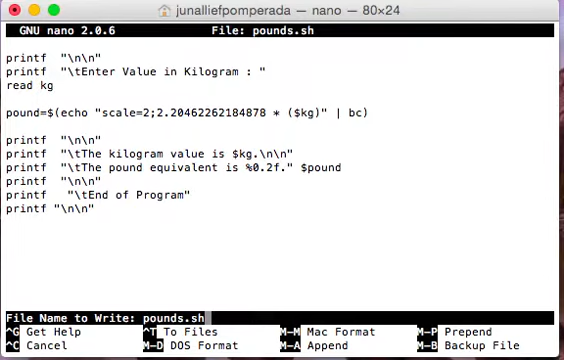 junalliefpomperada — nano — 80×24
GNU nano 2.0.6 File: pounds.sh
printf "\n\n"
printf "\tEnter Value in Kilogram : "
read kg
pound=$(echo "scale=2;2.20462262184878 * ($kg)" | bc)
printf "\n\n"
printf "\tThe kilogram value is $kg.\n\n"
printf "\tThe pound equivalent is %0.2f." $pound
printf "\n\n"
printf "\tEnd of Program"
printf "\n\n"
File Name to Write: pounds.sh
^G Get Help ^T To Files M-M Mac Format M-P Prepend
^C Cancel M-D DOS Format M-A Append M-B Backup File